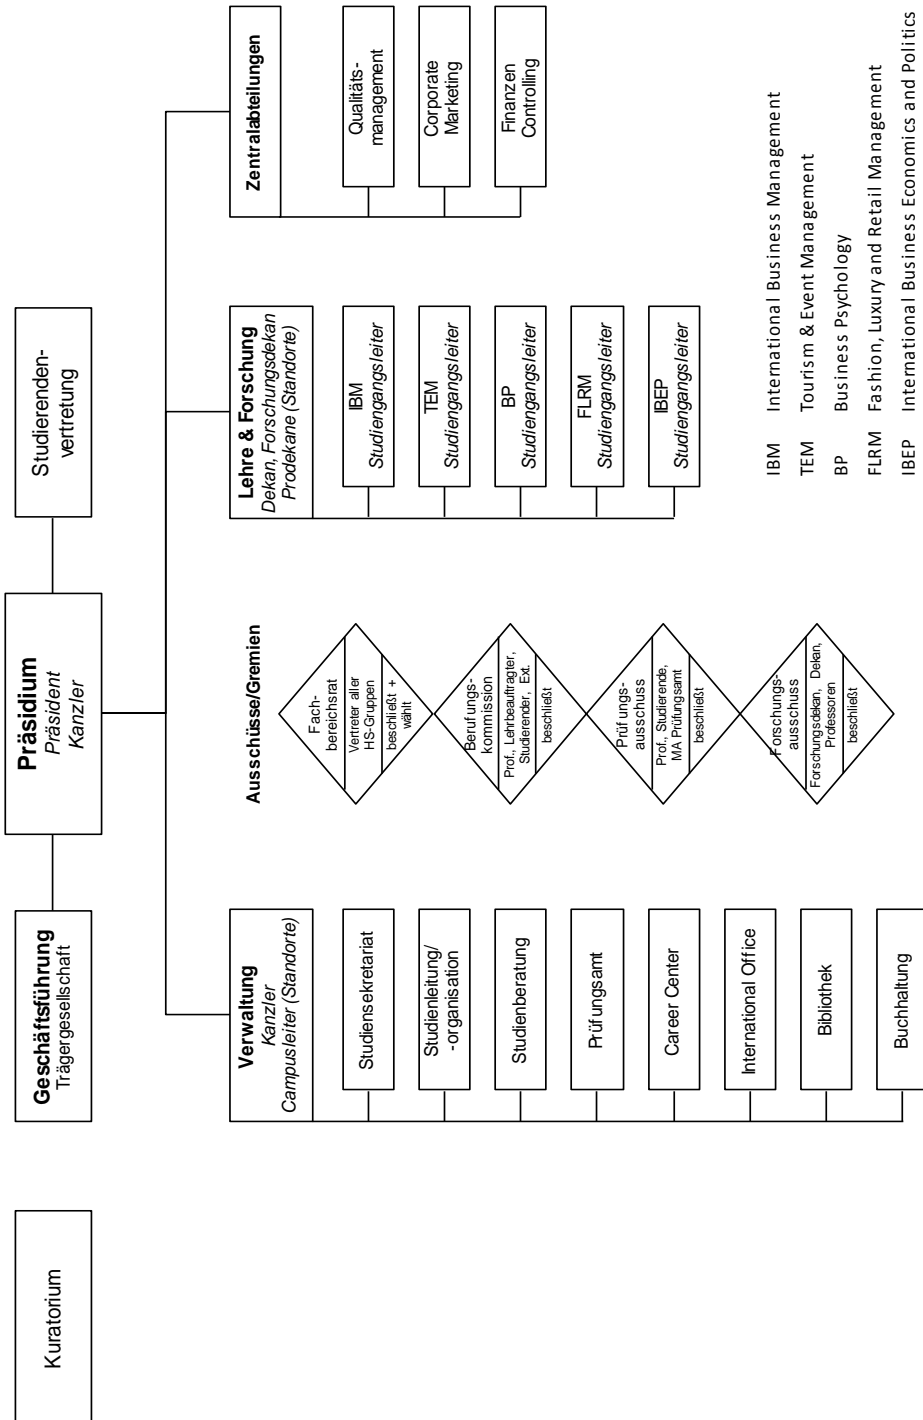 Kuratorium
Geschäftsführung
Trägergesellschaft
Präsidium
Präsident
Kanzler
Studierenden-
vertretung
Verwaltung
Kanzler
Campusleiter (Standorte)
Studiensekretariat
Studienleitung/
-organisation
Studienberatung
Prüfungsamt
Career Center
International Office
Bibliothek
Buchhaltung
Ausschüsse/Gremien
Fach-
bereichsrat
Vertreter aller
HS-Gruppen
beschließt +
wählt
Berufungs-
kommission
Prof., Lehrbeauftragter,
Studierender, Ext.
beschließt
Prüfungs-
ausschuss
Prof., Studierende,
MA Prüfungsamt
beschließt
Forschungs-
ausschuss
Forschungsdekan, Dekan,
Professoren
beschließt
Lehre & Forschung
Dekan, Forschungsdekan
Prodekane (Standorte)
IBM
Studiengangsleiter
TEM
Studiengangsleiter
BP
Studiengangsleiter
FLRM
Studiengangsleiter
IBEP
Studiengangsleiter
Zentralabteilungen
Qualitäts-
management
Corporate
Marketing
Finanzen
Controlling
IBM International Business Management
TEM Tourism & Event Management
BP Business Psychology
FLRM Fashion, Luxury and Retail Management
IBEP International Business Economics and Politics